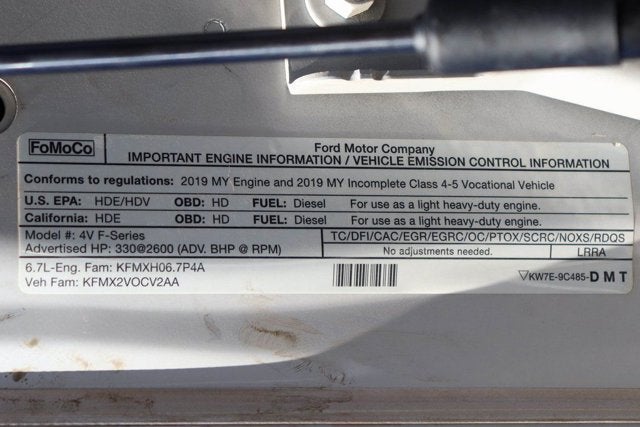 FoMoCo
Ford Motor Company
IMPORTANT ENGINE INFORMATION / VEHICLE EMISSION CONTROL INFORMATION
Conforms to regulations: 2019 MY Engine and 2019 MY Incomplete Class 4-5 Vocational Vehicle
U.S. EPA: HDE/HDV OBD: HD FUEL: Diesel For use as a light heavy-duty engine.
California: HDE OBD: HD FUEL: Diesel For use as a light heavy-duty engine.
Model #: 4V F-Series TC/DFI/CAC/EGR/EGRC/OC/PTOX/SCRC/NOXS/RDQS
Advertised HP: 330@2600 (ADV. BHP @ RPM) No adjustments needed. LRRA
6.7L-Eng. Fam: KFMXH06.7P4A
Veh Fam: KFMX2VOCV2AA KW7E-9C485-DMT